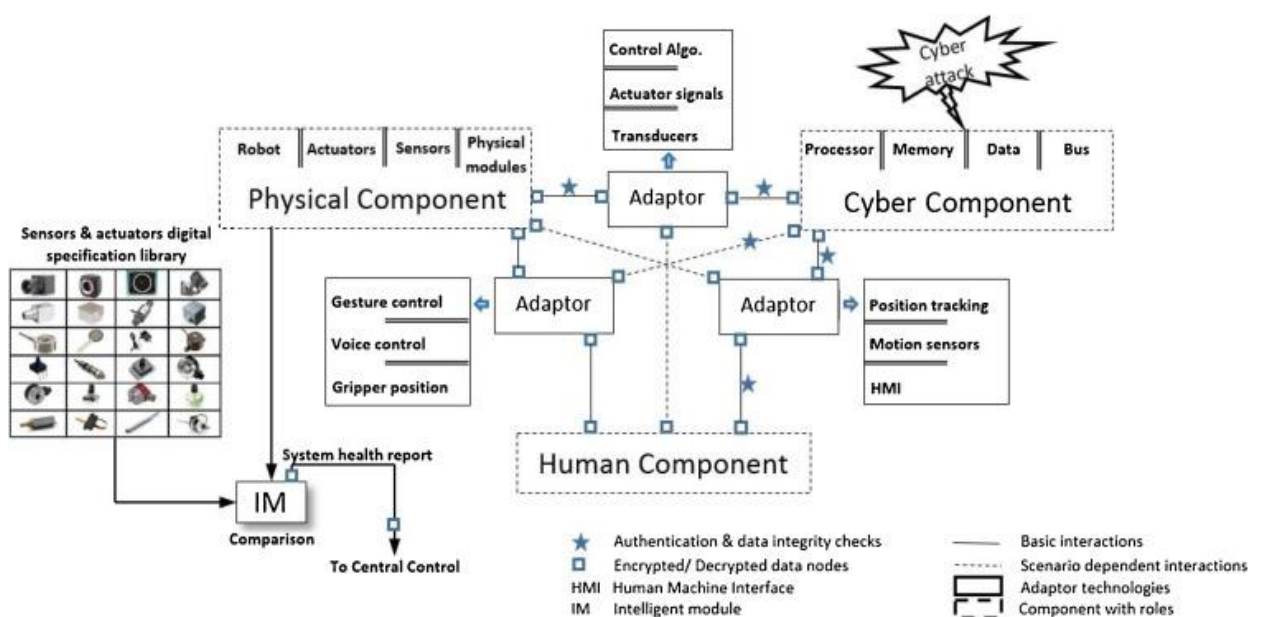 Control Algo.
Actuator signals
Transducers
Cyber
attack
Robot
Actuators
Sensors
Physical
modules
Physical Component
Adaptor
Processor
Memory
Data
Bus
Cyber Component
Sensors & actuators digital
specification library
Gesture control
Voice control
Gripper position
Adaptor
Adaptor
Position tracking
Motion sensors
HMI
Human Component
System health report
IM
Comparison
To Central Control
Authentication & data integrity checks
Encrypted/ Decrypted data nodes
HMI Human Machine Interface
IM Intelligent module
Basic interactions
Scenario dependent interactions
Adaptor technologies
Component with roles